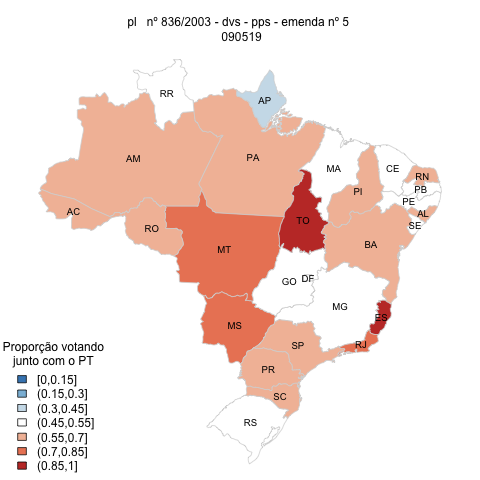 pl nº 836/2003 - dvs - pps - emenda nº 5
090519
RR
AP
AM
PA
MA
CE
RN
PB
PE
AL
SE
PI
AC
RO
TO
BA
MT
GO
DF
MG
ES
MS
SP
RJ
PR
SC
RS
Proporção votando
junto com o PT
[0,0.15]
(0.15,0.3]
(0.3,0.45]
(0.45,0.55]
(0.55,0.7]
(0.7,0.85]
(0.85,1]